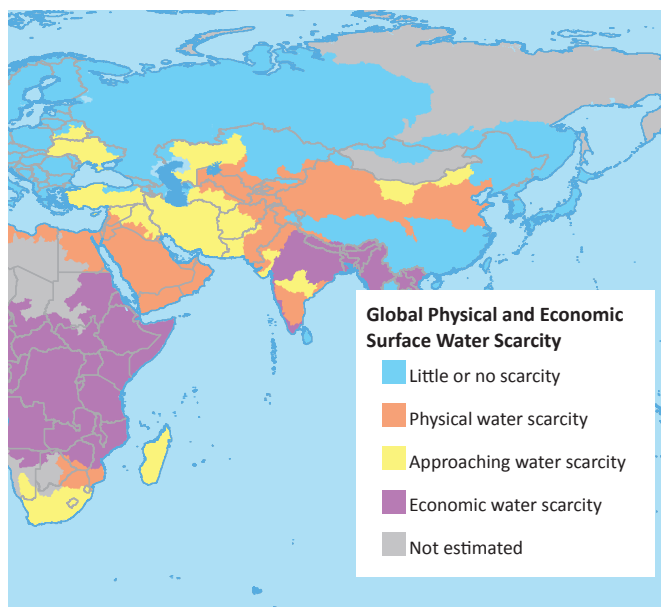 Global Physical and Economic
Surface Water Scarcity
Little or no scarcity
Physical water scarcity
Approaching water scarcity
Economic water scarcity
Not estimated